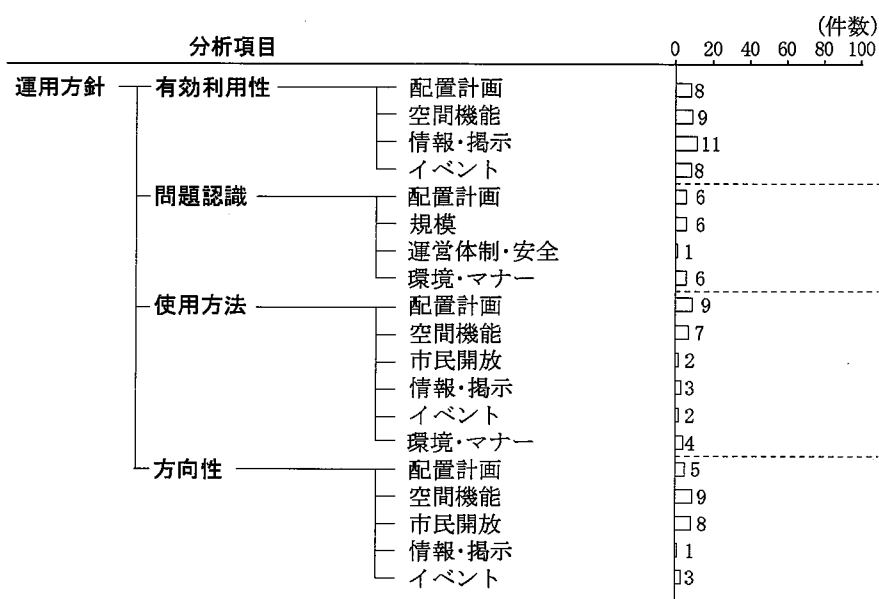 (件数)
分析項目 0 20 40 60 80 100
運用方針 有効利用性 配置計画 8
空間機能 9
情報・掲示 11
イベント 8
問題認識 配置計画 6
規模 6
運営体制・安全 1
環境・マナー 6
使用方法 配置計画 9
空間機能 7
市民開放 2
情報・掲示 3
イベント 2
環境・マナー 4
方向性 配置計画 5
空間機能 9
市民開放 8
情報・掲示 1
イベント 3